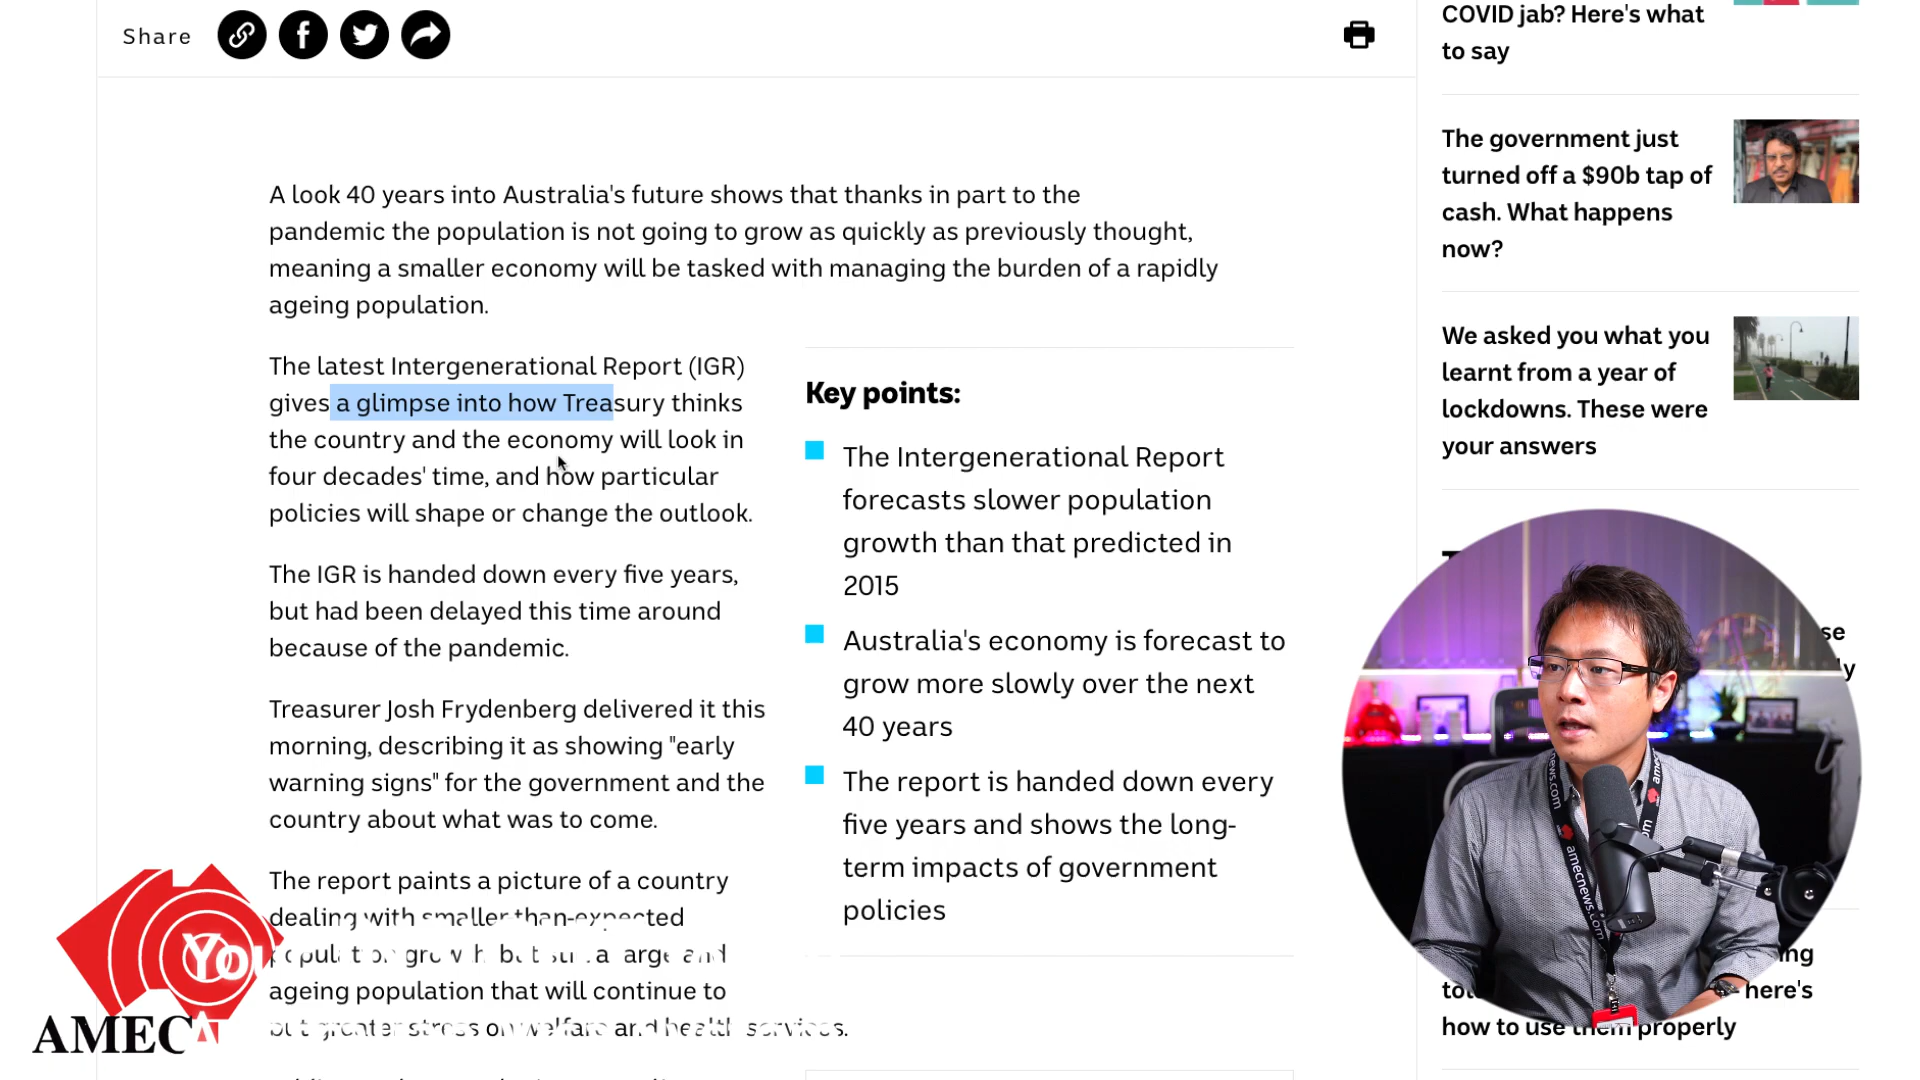 Share
A look 40 years into Australia's future shows that thanks in part to the
pandemic the population is not going to grow as quickly as previously thought,
meaning a smaller economy will be tasked with managing the burden of a rapidly
ageing population.
The latest Intergenerational Report (IGR)
gives a glimpse into how Treasury thinks
the country and the economy will look in
four decades' time, and how particular
policies will shape or change the outlook.
The IGR is handed down every five years,
but had been delayed this time around
because of the pandemic.
Treasurer Josh Frydenberg delivered it this
morning, describing it as showing "early
warning signs" for the government and the
country about what was to come.
The report paints a picture of a country
dealing with smaller-than-expected
population growth but still a large and
ageing population that will continue to
put greater stress on welfare and health services.
Key points:
The Intergenerational Report
forecasts slower population
growth than that predicted in
2015
Australia's economy is forecast to
grow more slowly over the next
40 years
The report is handed down every
five years and shows the long-
term impacts of government
policies
COVID jab? Here's what
to say
The government just
turned off a $90b tap of
cash. What happens
now?
We asked you what you
learnt from a year of
lockdowns. These were
your answers
here's
how to use them properly
amecnews.com
AMEC